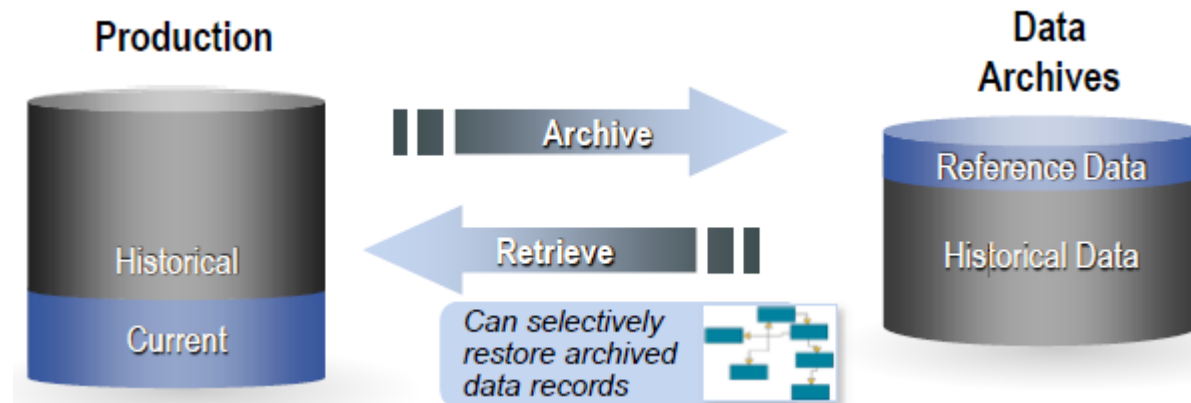 Production
Data
Archives
Archive
Reference Data
Retrieve
Historical
Historical Data
Current
Can selectively
restore archived
data records